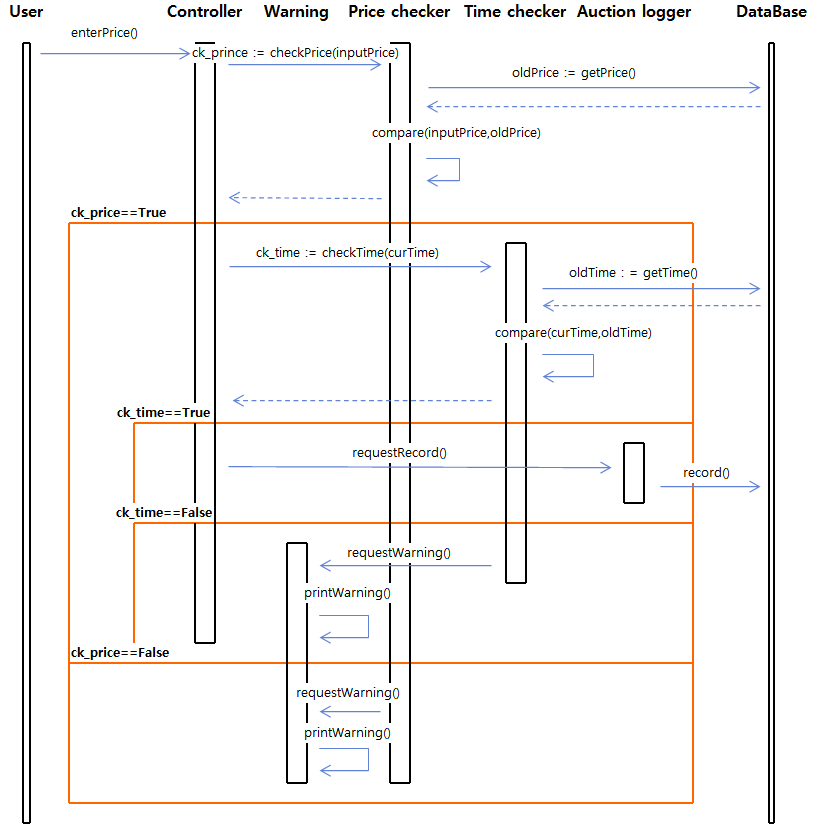 User Controller Warning Price checker Time checker Auction logger DataBase
enterPrice()
ck_prince := checkPrice(inputPrice)
oldPrice := getPrice()
compare(inputPrice,oldPrice)
ck_price==True
ck_time := checkTime(curTime)
oldTime : = getTime()
compare(curTime,oldTime)
ck_time==True
requestRecord()
record()
ck_time==False
requestWarning()
printWarning()
ck_price==False
requestWarning()
printWarning()